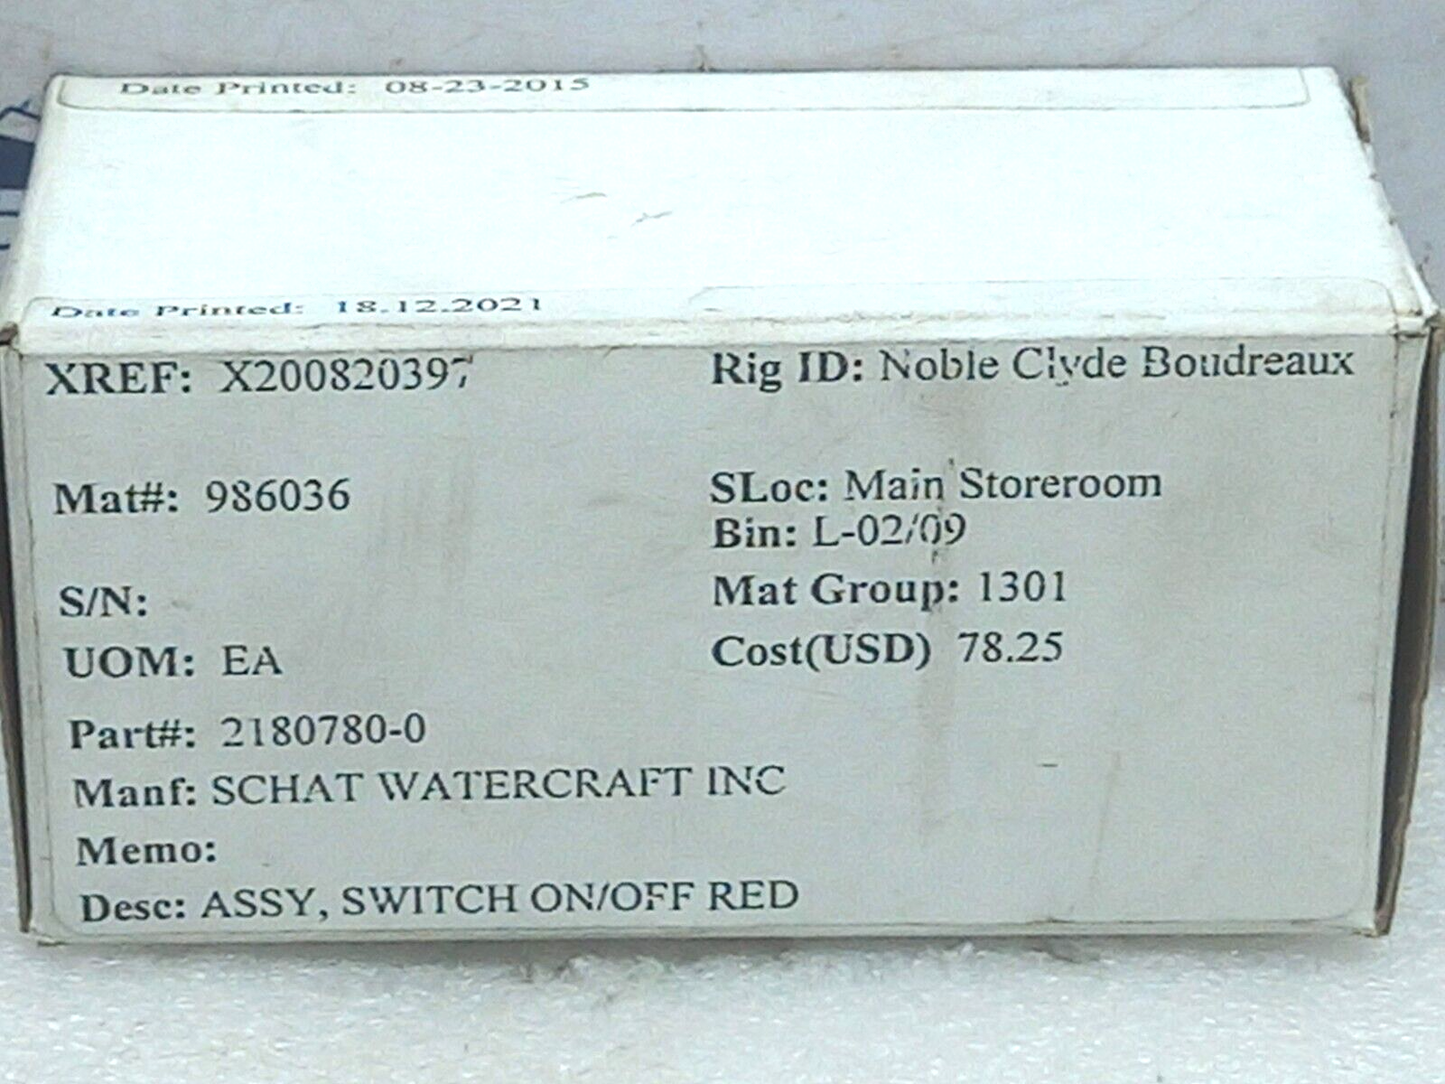 Date Printed: 08-23-2015
Date Printed: 18.12.2021
XREF: X200820397
Rig ID: Noble Clyde Boudreaux
Mat#: 986036
SLoc: Main Storeroom
Bin: L-02/09
S/N:
Mat Group: 1301
UOM: EA
Cost(USD) 78.25
Part#: 2180780-0
Manf: SCHAT WATERCRAFT INC
Memo:
Desc: ASSY, SWITCH ON/OFF RED